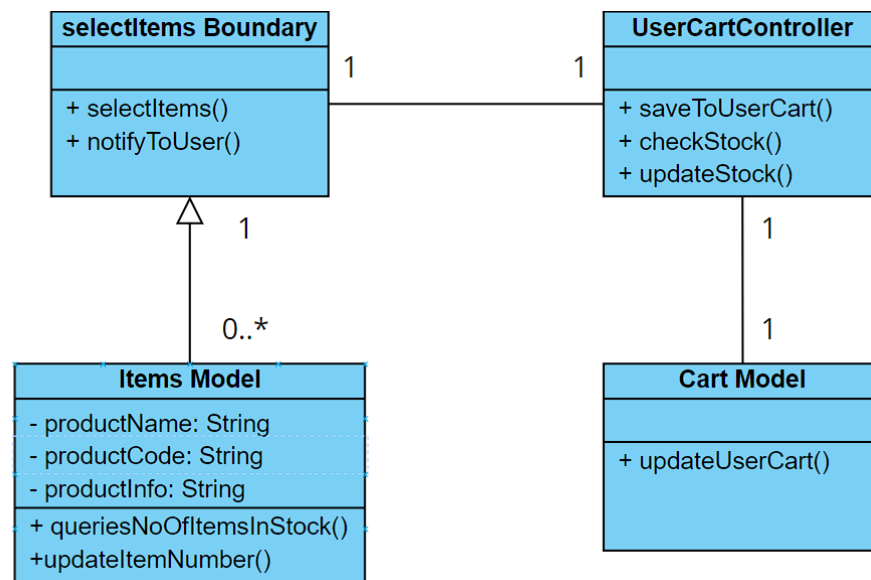 selectItems Boundary
+ selectItems()
+ notifyToUser()
1
1
UserCartController
+ saveToUserCart()
+ checkStock()
+ updateStock()
1
0..*
1
1
Items Model
- productName: String
- productCode: String
- productInfo: String
+ queriesNoOfItemsInStock()
+updateItemNumber()
Cart Model
+ updateUserCart()